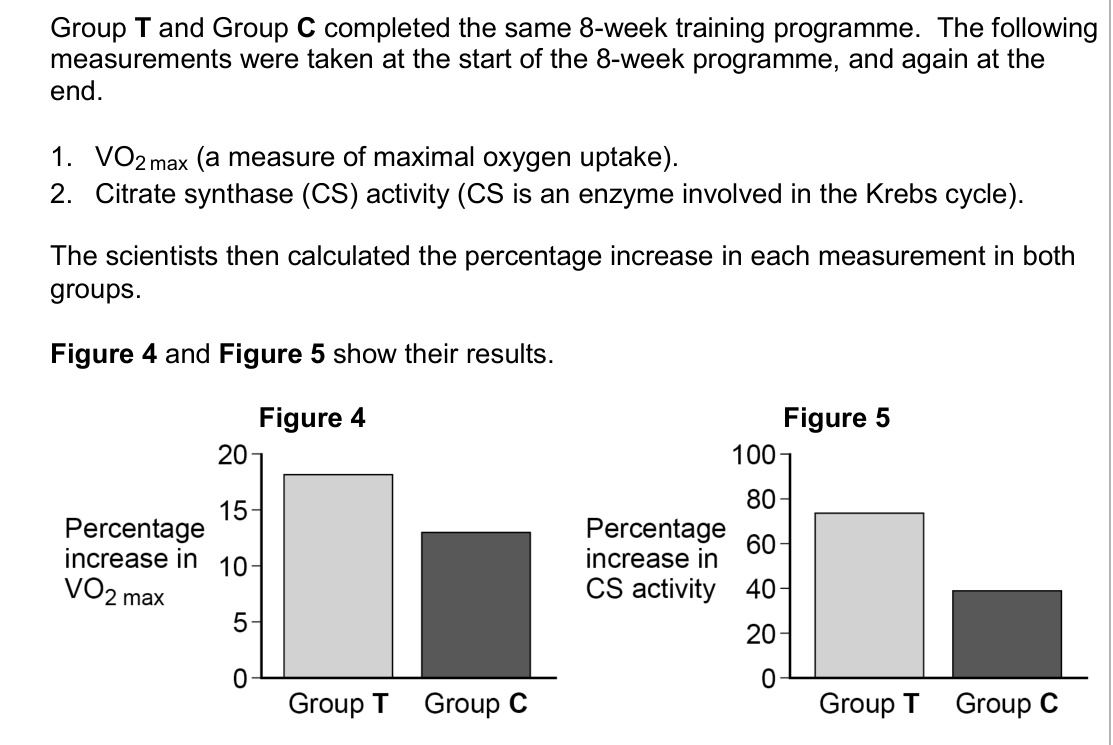 Group T and Group C completed the same 8-week training programme.  The following
measurements were taken at the start of the 8-week programme, and again at the
end.
1. VO2 max (a measure of maximal oxygen uptake).
2. Citrate synthase (CS) activity (CS is an enzyme involved in the Krebs cycle).
The scientists then calculated the percentage increase in each measurement in both
groups.
Figure 4 and Figure 5 show their results.
Figure 4
20
15
10
5
0
Percentage
increase in
VO2 max
Group T
Group C
Figure 5
100
80
60
40
20
0
Percentage
increase in
CS activity
Group T
Group C